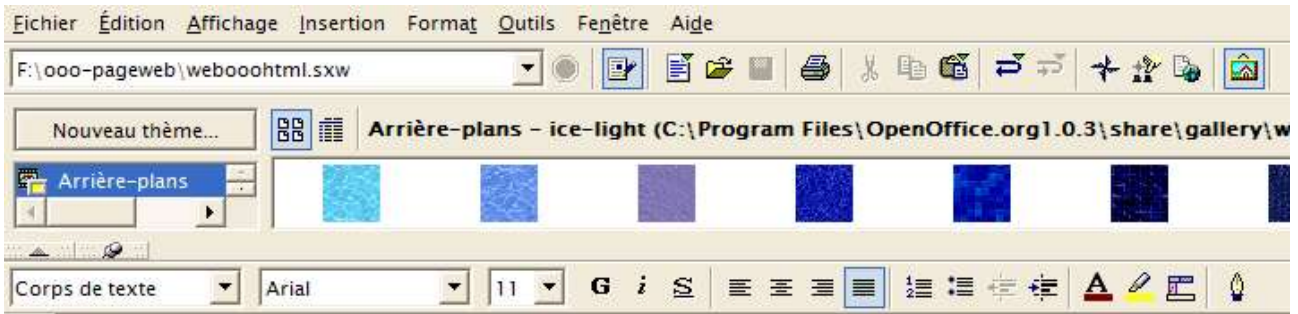 Fichier Édition Affichage Insertion Format Outils Fenêtre Aide
F:\ooo-pageweb\webooohtml.sxw
Nouveau thème... Arrière-plans - ice-light (C:\Program Files\OpenOffice.org1.0.3\share\gallery\w
Arrière-plans
Corps de texte Arial 11 G i S A